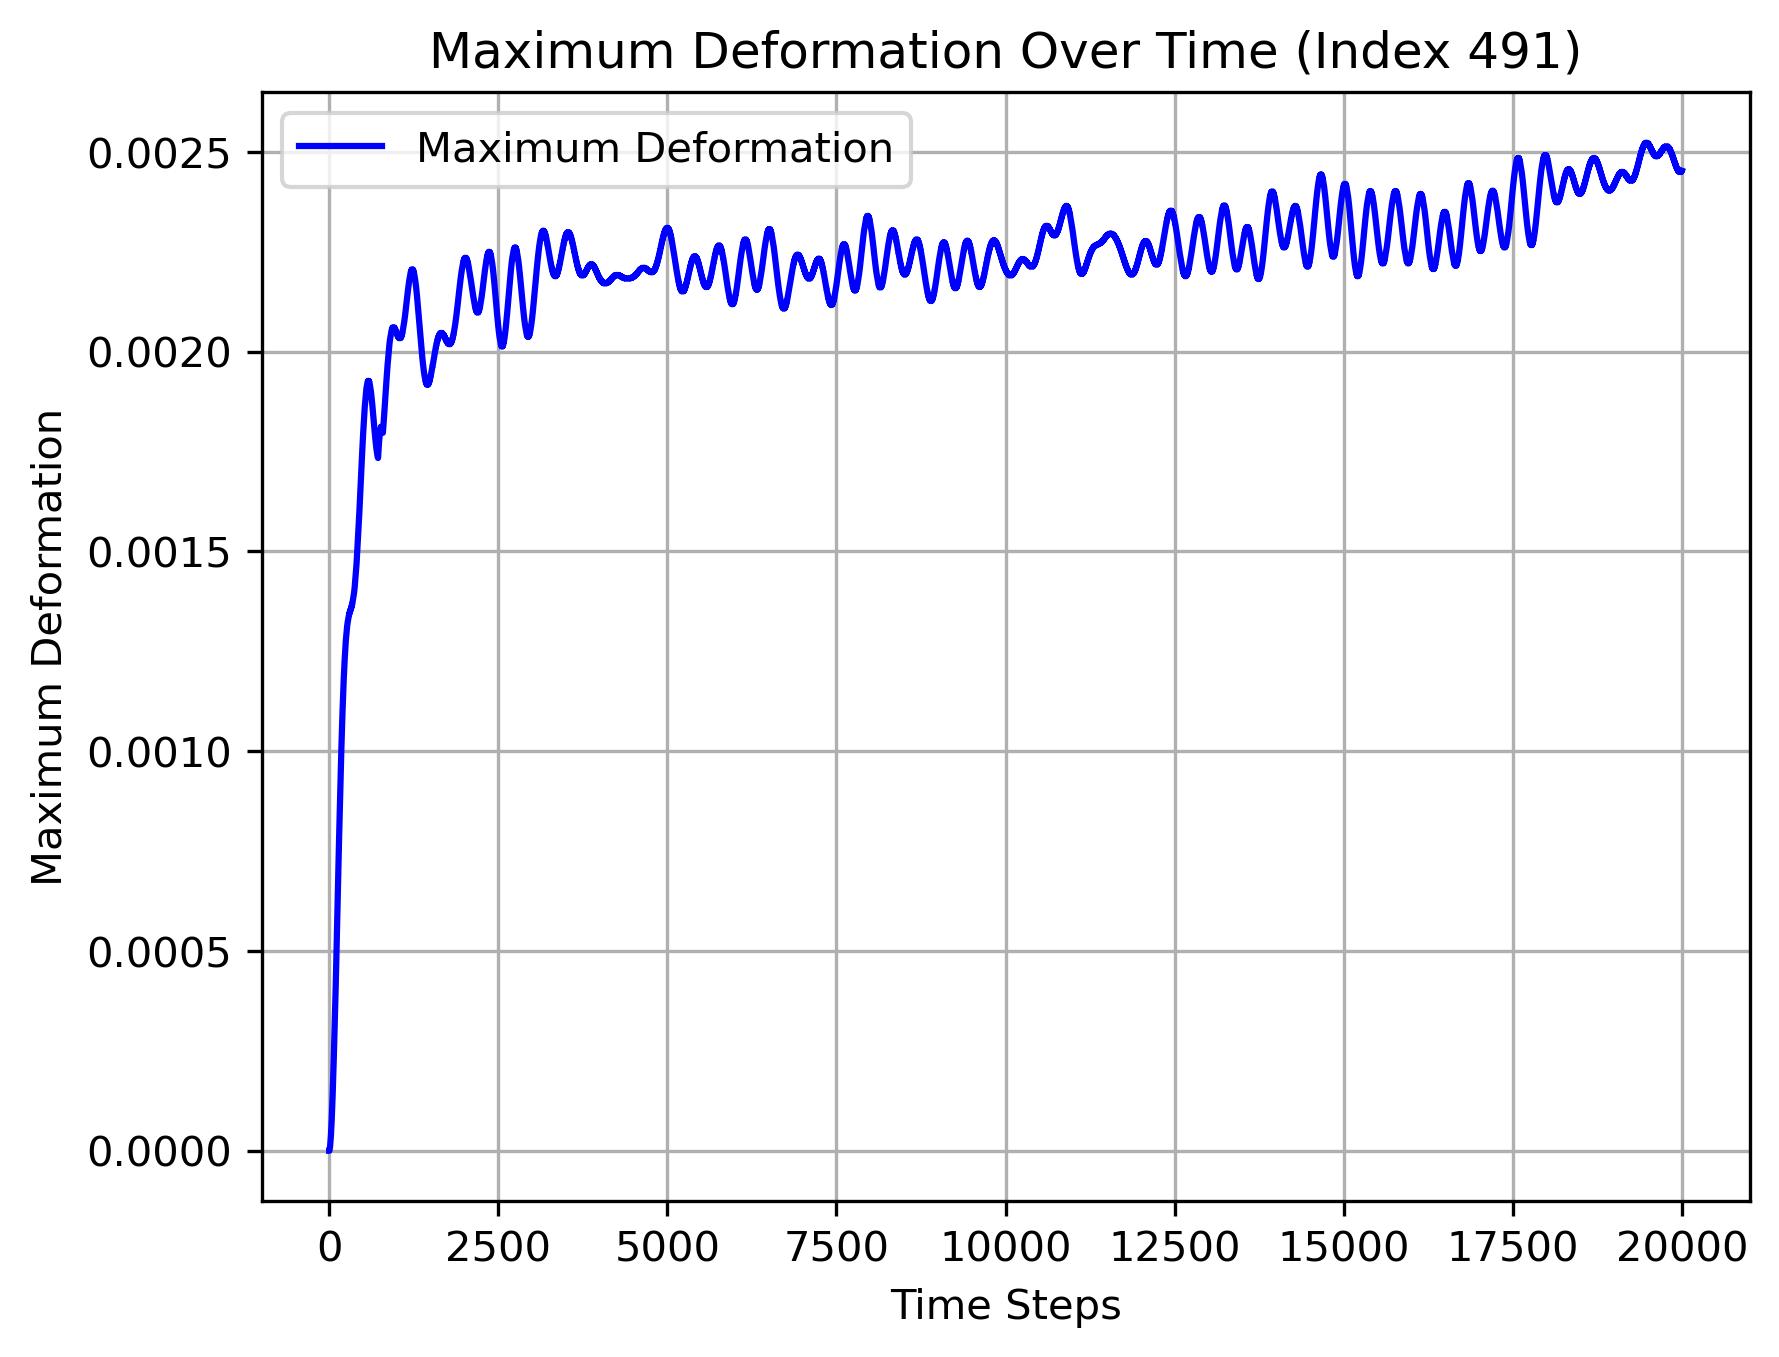 Maximum Deformation Over Time (Index 491)
Maximum Deformation
0.0025
0.0020
0.0015
0.0010
0.0005
0.0000
Maximum Deformation
0 2500 5000 7500 10000 12500 15000 17500 20000
Time Steps